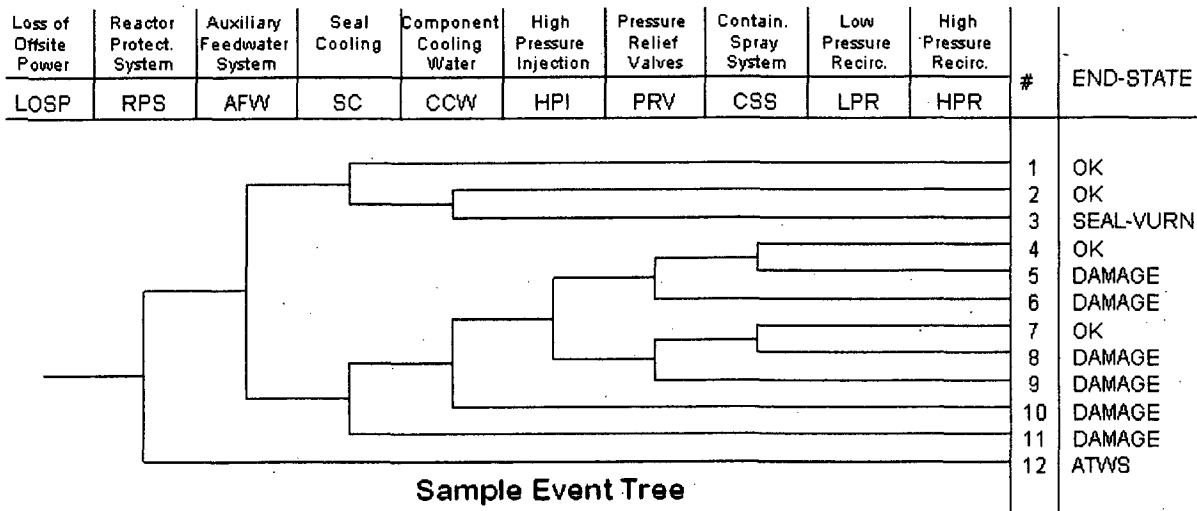 Loss of Offsite Power
Reactor Protect. System
Auxiliary Feedwater System
Seal Cooling
Component Cooling Water
High Pressure Injection
Pressure Relief Valves
Contain. Spray System
Low Pressure Recirc.
High Pressure Recirc.
# END-STATE
LOSP RPS AFW SC CCW HPI PRV CSS LPR HPR
1 OK
2 OK
3 SEAL-VURN
4 OK
5 DAMAGE
6 DAMAGE
7 OK
8 DAMAGE
9 DAMAGE
10 DAMAGE
11 DAMAGE
12 ATWS
Sample Event Tree